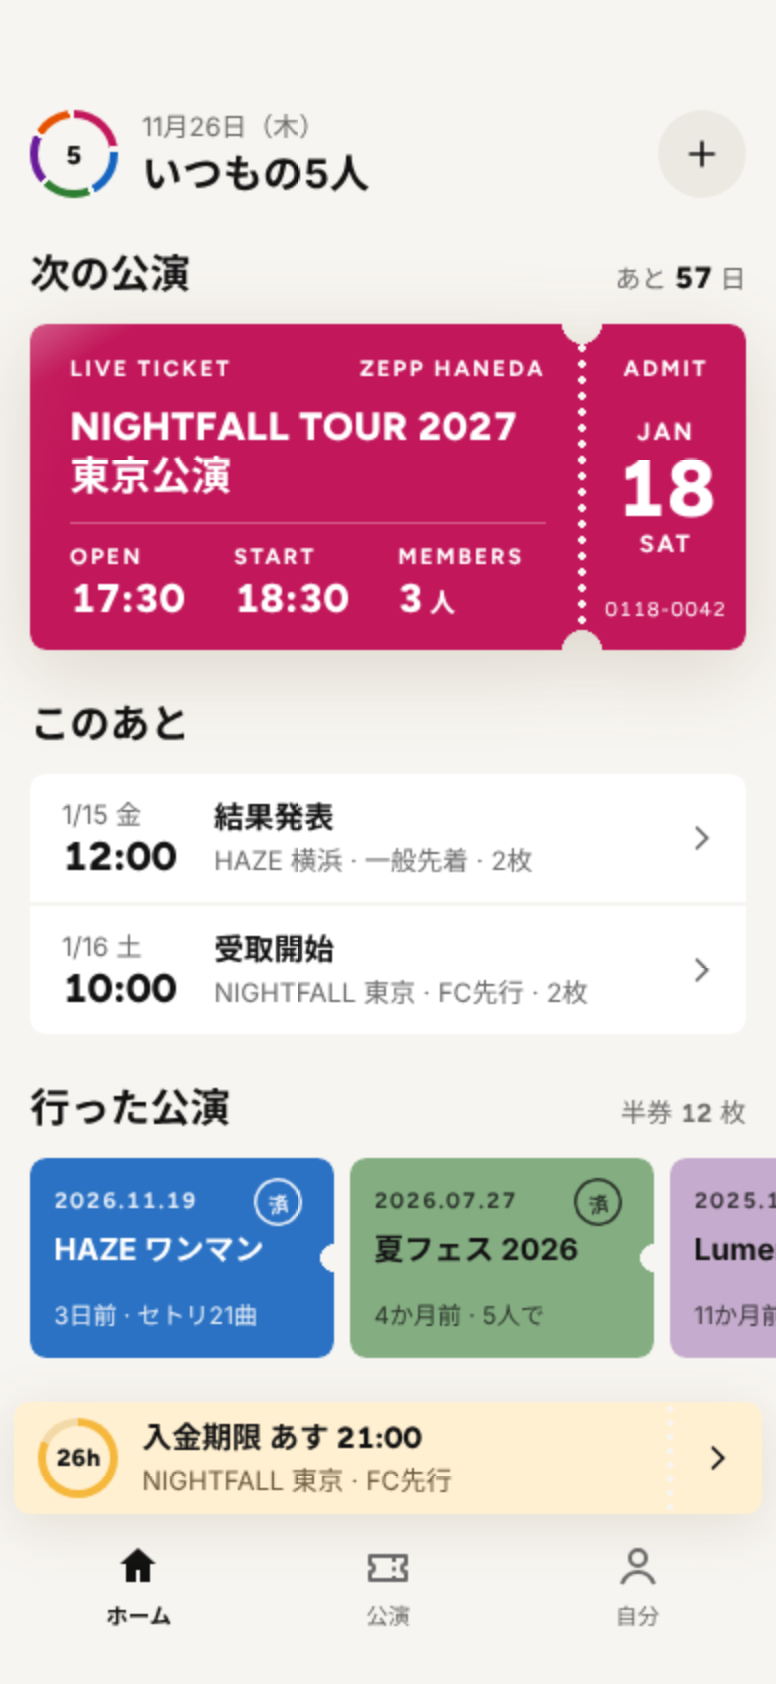 5
11月26日（木）
いつもの5人
次の公演
あと 57 日
LIVE TICKET
ZEPP HANEDA
NIGHTFALL TOUR 2027
東京公演
OPEN
START
MEMBERS
17:30
18:30
3人
ADMIT
JAN
18
SAT
0118-0042
このあと
1/15 金
12:00
結果発表
HAZE 横浜 · 一般先着 · 2枚
1/16 土
10:00
受取開始
NIGHTFALL 東京 · FC先行 · 2枚
行った公演
半券 12 枚
2026.11.19
済
HAZE ワンマン
3日前 · セトリ21曲
2026.07.27
済
夏フェス 2026
4か月前 · 5人で
2025.1
Lume
11か月前
26h
入金期限 あす 21:00
NIGHTFALL 東京 · FC先行
ホーム
公演
自分